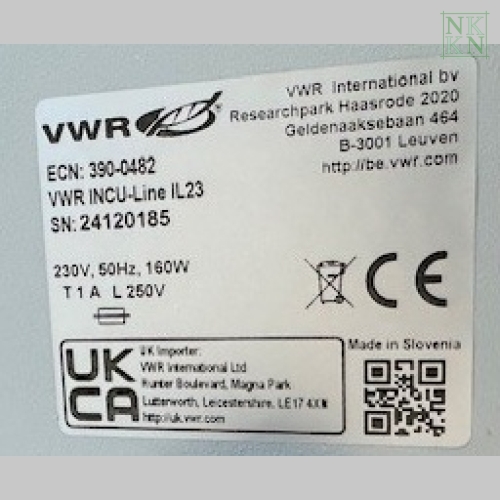 NK
KN
VWR®
ECN: 390-0482
VWR INCU-Line IL23
SN: 24120185
230V, 50Hz, 160W
T 1 A L 250V
VWR International bv
Researchpark Haasrode 2020
Geldenaaksebaan 464
B-3001 Leuven
http://be.vwr.com
CE
UK
CA
UK Importer:
VWR International Ltd
Hunter Boulevard, Magna Park
Lutterworth, Leicestershire, LE17 4XN
http://uk.vwr.com
Made in Slovenia